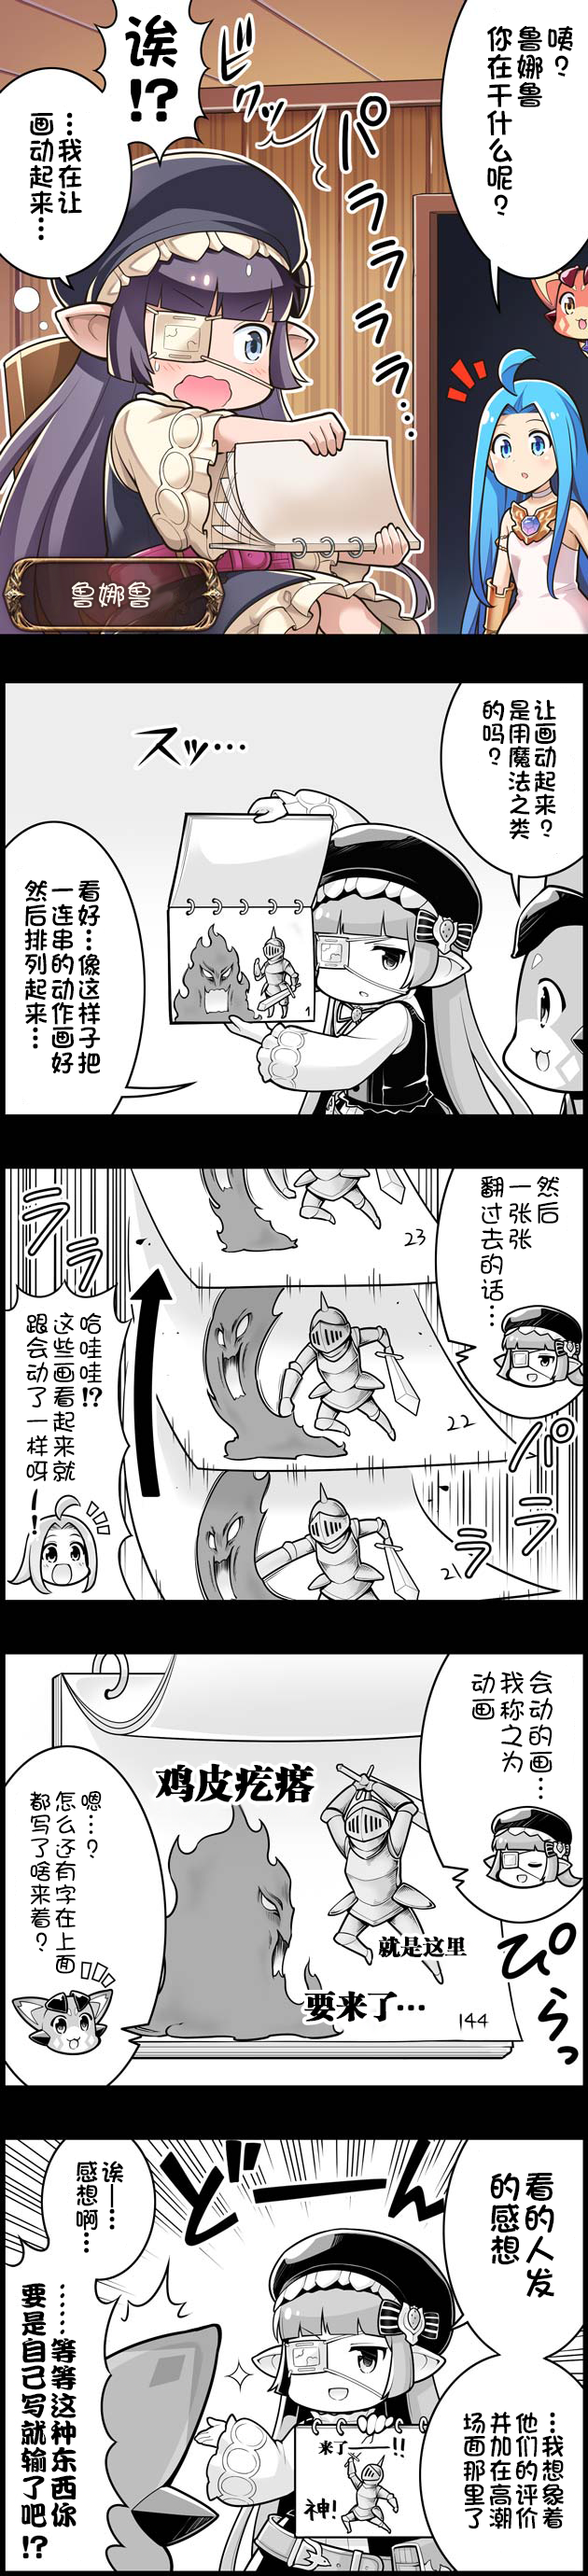 咦?
鲁娜鲁
你在干什么呢?
诶!?
…我在让
画动起来…
ビクッ
パラララ…
鲁娜鲁
让画动起来?
是用魔法之类
的吗?
スッ…
看好…像这样子把
一连串的动作画好
然后排列起来…
1
然后
一张张
翻过去的话…
パララ
ララ
23
22
21
哈哇哇!?
这些画看起来就
跟会动了一样呀
——!
会动的画…
我称之为
动画
鸡皮疙瘩
就是这里
要来了…
144
ぴらっ
嗯…?
怎么还有字在上面
都写了啥来着?
看的人发
的感想
どーーん
诶——…
感想啊…
…我想象着
他们的评价
并加在高潮
场面那里了
来了——!!
神!
……等等这种东西你
要是自己写就输了吧!?